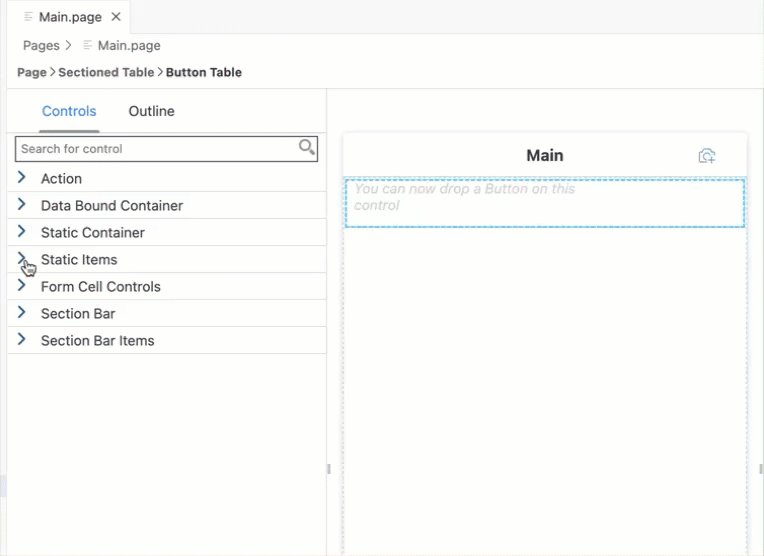 Main.page
Pages
Main.page
Page Sectioned Table Button Table
Controls
Outline
Search for control
Action
Data Bound Container
Static Container
Static Items
Form Cell Controls
Section Bar
Section Bar Items
Main
You can now drop a Button on this
control